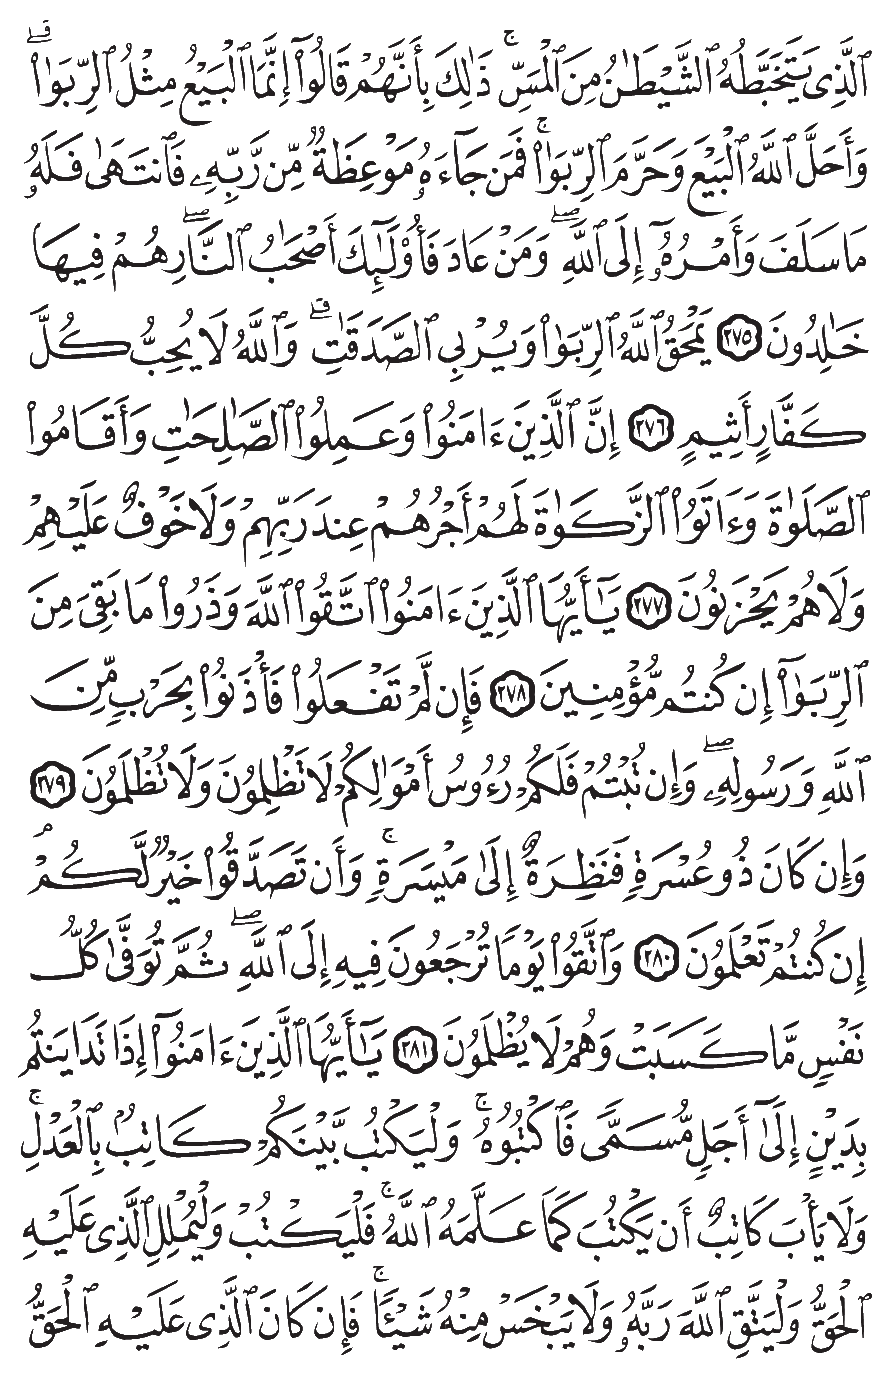 ٱلَّذِى يَتَخَبَّطُهُ ٱلشَّيْطَـٰنُ مِنَ ٱلْمَسِّ ۚ ذَٰلِكَ بِأَنَّهُمْ قَالُوٓا۟ إِنَّمَا ٱلْبَيْعُ مِثْلُ ٱلرِّبَوٰا۟ ۗ
وَأَحَلَّ ٱللَّهُ ٱلْبَيْعَ وَحَرَّمَ ٱلرِّبَوٰا۟ ۚ فَمَن جَآءَهُۥ مَوْعِظَةٌ مِّن رَّبِّهِۦ فَٱنتَهَىٰ فَلَهُۥ
مَا سَلَفَ وَأَمْرُهُۥٓ إِلَى ٱللَّهِ ۖ وَمَنْ عَادَ فَأُو۟لَـٰٓئِكَ أَصْحَـٰبُ ٱلنَّارِ ۖ هُمْ فِيهَا
خَـٰلِدُونَ ٢٧٥ يَمْحَقُ ٱللَّهُ ٱلرِّبَوٰا۟ وَيُرْبِى ٱلصَّدَقَـٰتِ ۗ وَٱللَّهُ لَا يُحِبُّ كُلَّ
كَفَّارٍ أَثِيمٍ ٢٧٦ إِنَّ ٱلَّذِينَ ءَامَنُوا۟ وَعَمِلُوا۟ ٱلصَّـٰلِحَـٰتِ وَأَقَامُوا۟
ٱلصَّلَوٰةَ وَءَاتَوُا۟ ٱلزَّكَوٰةَ لَهُمْ أَجْرُهُمْ عِندَ رَبِّهِمْ وَلَا خَوْفٌ عَلَيْهِمْ
وَلَا هُمْ يَحْزَنُونَ ٢٧٧ يَـٰٓأَيُّهَا ٱلَّذِينَ ءَامَنُوا۟ ٱتَّقُوا۟ ٱللَّهَ وَذَرُوا۟ مَا بَقِىَ مِنَ
ٱلرِّبَوٰٓا۟ إِن كُنتُم مُّؤْمِنِينَ ٢٧٨ فَإِن لَّمْ تَفْعَلُوا۟ فَأْذَنُوا۟ بِحَرْبٍ مِّنَ
ٱللَّهِ وَرَسُولِهِۦ ۖ وَإِن تُبْتُمْ فَلَكُمْ رُءُوسُ أَمْوَٰلِكُمْ لَا تَظْلِمُونَ وَلَا تُظْلَمُونَ ٢٧٩
وَإِن كَانَ ذُو عُسْرَةٍ فَنَظِرَةٌ إِلَىٰ مَيْسَرَةٍ ۚ وَأَن تَصَدَّقُوا۟ خَيْرٌ لَّكُمْ ۖ
إِن كُنتُمْ تَعْلَمُونَ ٢٨٠ وَٱتَّقُوا۟ يَوْمًا تُرْجَعُونَ فِيهِ إِلَى ٱللَّهِ ۖ ثُمَّ تُوَفَّىٰ كُلُّ
نَفْسٍ مَّا كَسَبَتْ وَهُمْ لَا يُظْلَمُونَ ٢٨١ يَـٰٓأَيُّهَا ٱلَّذِينَ ءَامَنُوٓا۟ إِذَا تَدَايَنتُم
بِدَيْنٍ إِلَىٰٓ أَجَلٍ مُّسَمًّى فَٱكْتُبُوهُ ۚ وَلْيَكْتُب بَّيْنَكُمْ كَاتِبٌۢ بِٱلْعَدْلِ ۚ
وَلَا يَأْبَ كَاتِبٌ أَن يَكْتُبَ كَمَا عَلَّمَهُ ٱللَّهُ ۚ فَلْيَكْتُبْ وَلْيُمْلِلِ ٱلَّذِى عَلَيْهِ
ٱلْحَقُّ وَلْيَتَّقِ ٱللَّهَ رَبَّهُۥ وَلَا يَبْخَسْ مِنْهُ شَيْـًٔا ۚ فَإِن كَانَ ٱلَّذِى عَلَيْهِ ٱلْحَقُّ